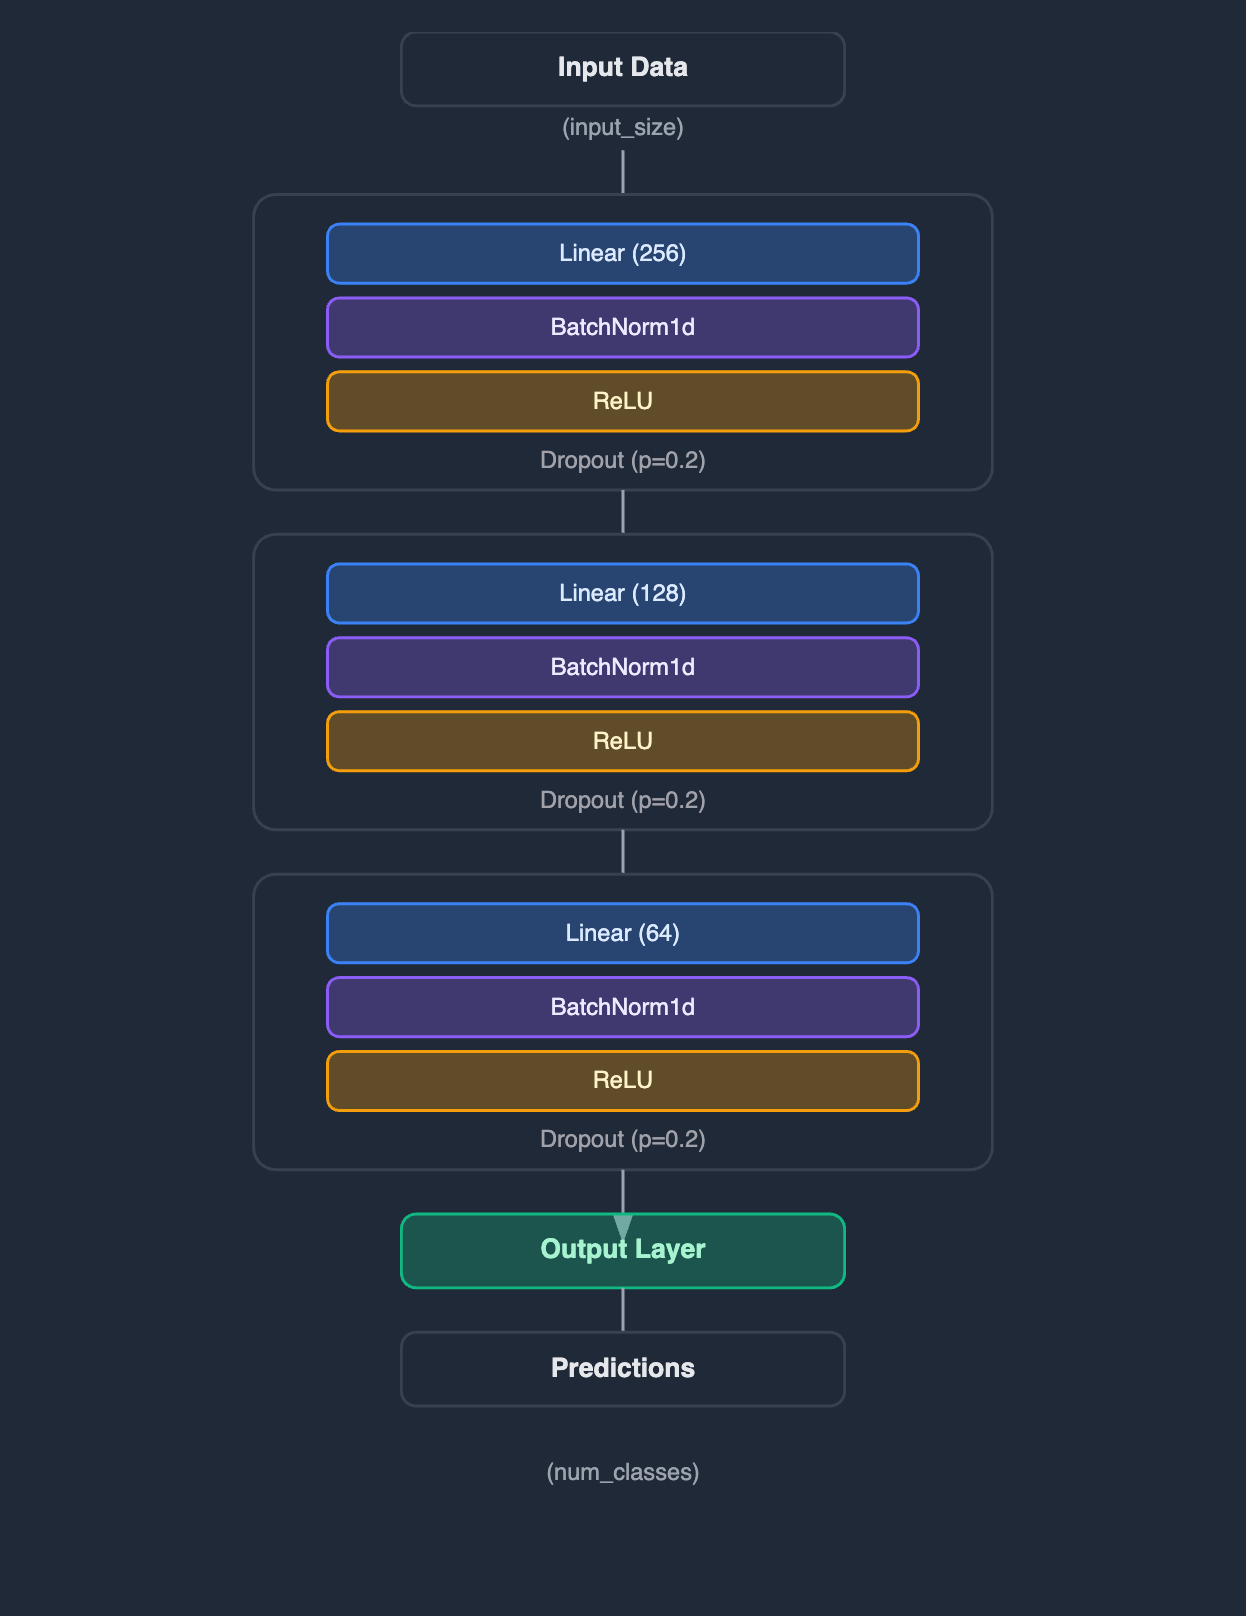 Input Data
(input_size)
Linear (256)
BatchNorm1d
ReLU
Dropout (p=0.2)
Linear (128)
BatchNorm1d
ReLU
Dropout (p=0.2)
Linear (64)
BatchNorm1d
ReLU
Dropout (p=0.2)
Output Layer
Predictions
(num_classes)